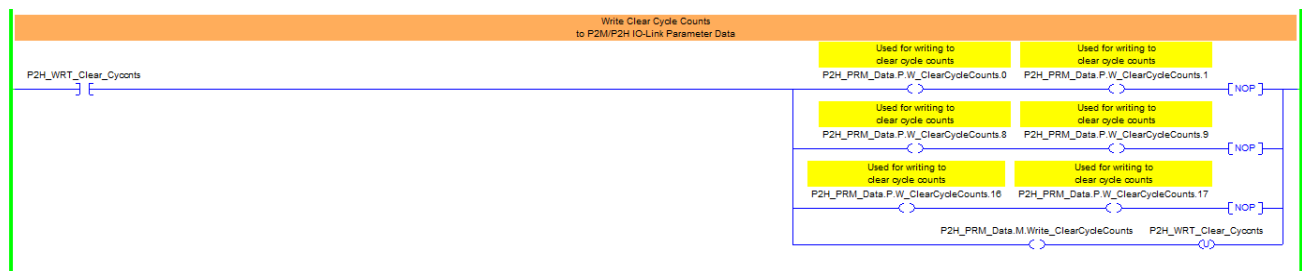 Write Clear Cycle Counts
to P2M/P2H IO-Link Parameter Data
Used for writing to
clear cycle counts
Used for writing to
clear cycle counts
P2H_WRT_Clear_Cyccnts
P2H_PRM_Data.P.W_ClearCycleCounts.0
P2H_PRM_Data.P.W_ClearCycleCounts.1
NOP
Used for writing to
clear cycle counts
Used for writing to
clear cycle counts
P2H_PRM_Data.P.W_ClearCycleCounts.8
P2H_PRM_Data.P.W_ClearCycleCounts.9
NOP
Used for writing to
clear cycle counts
Used for writing to
clear cycle counts
P2H_PRM_Data.P.W_ClearCycleCounts.16
P2H_PRM_Data.P.W_ClearCycleCounts.17
NOP
P2H_PRM_Data.M.Write_ClearCycleCounts
P2H_WRT_Clear_Cyccnts
U